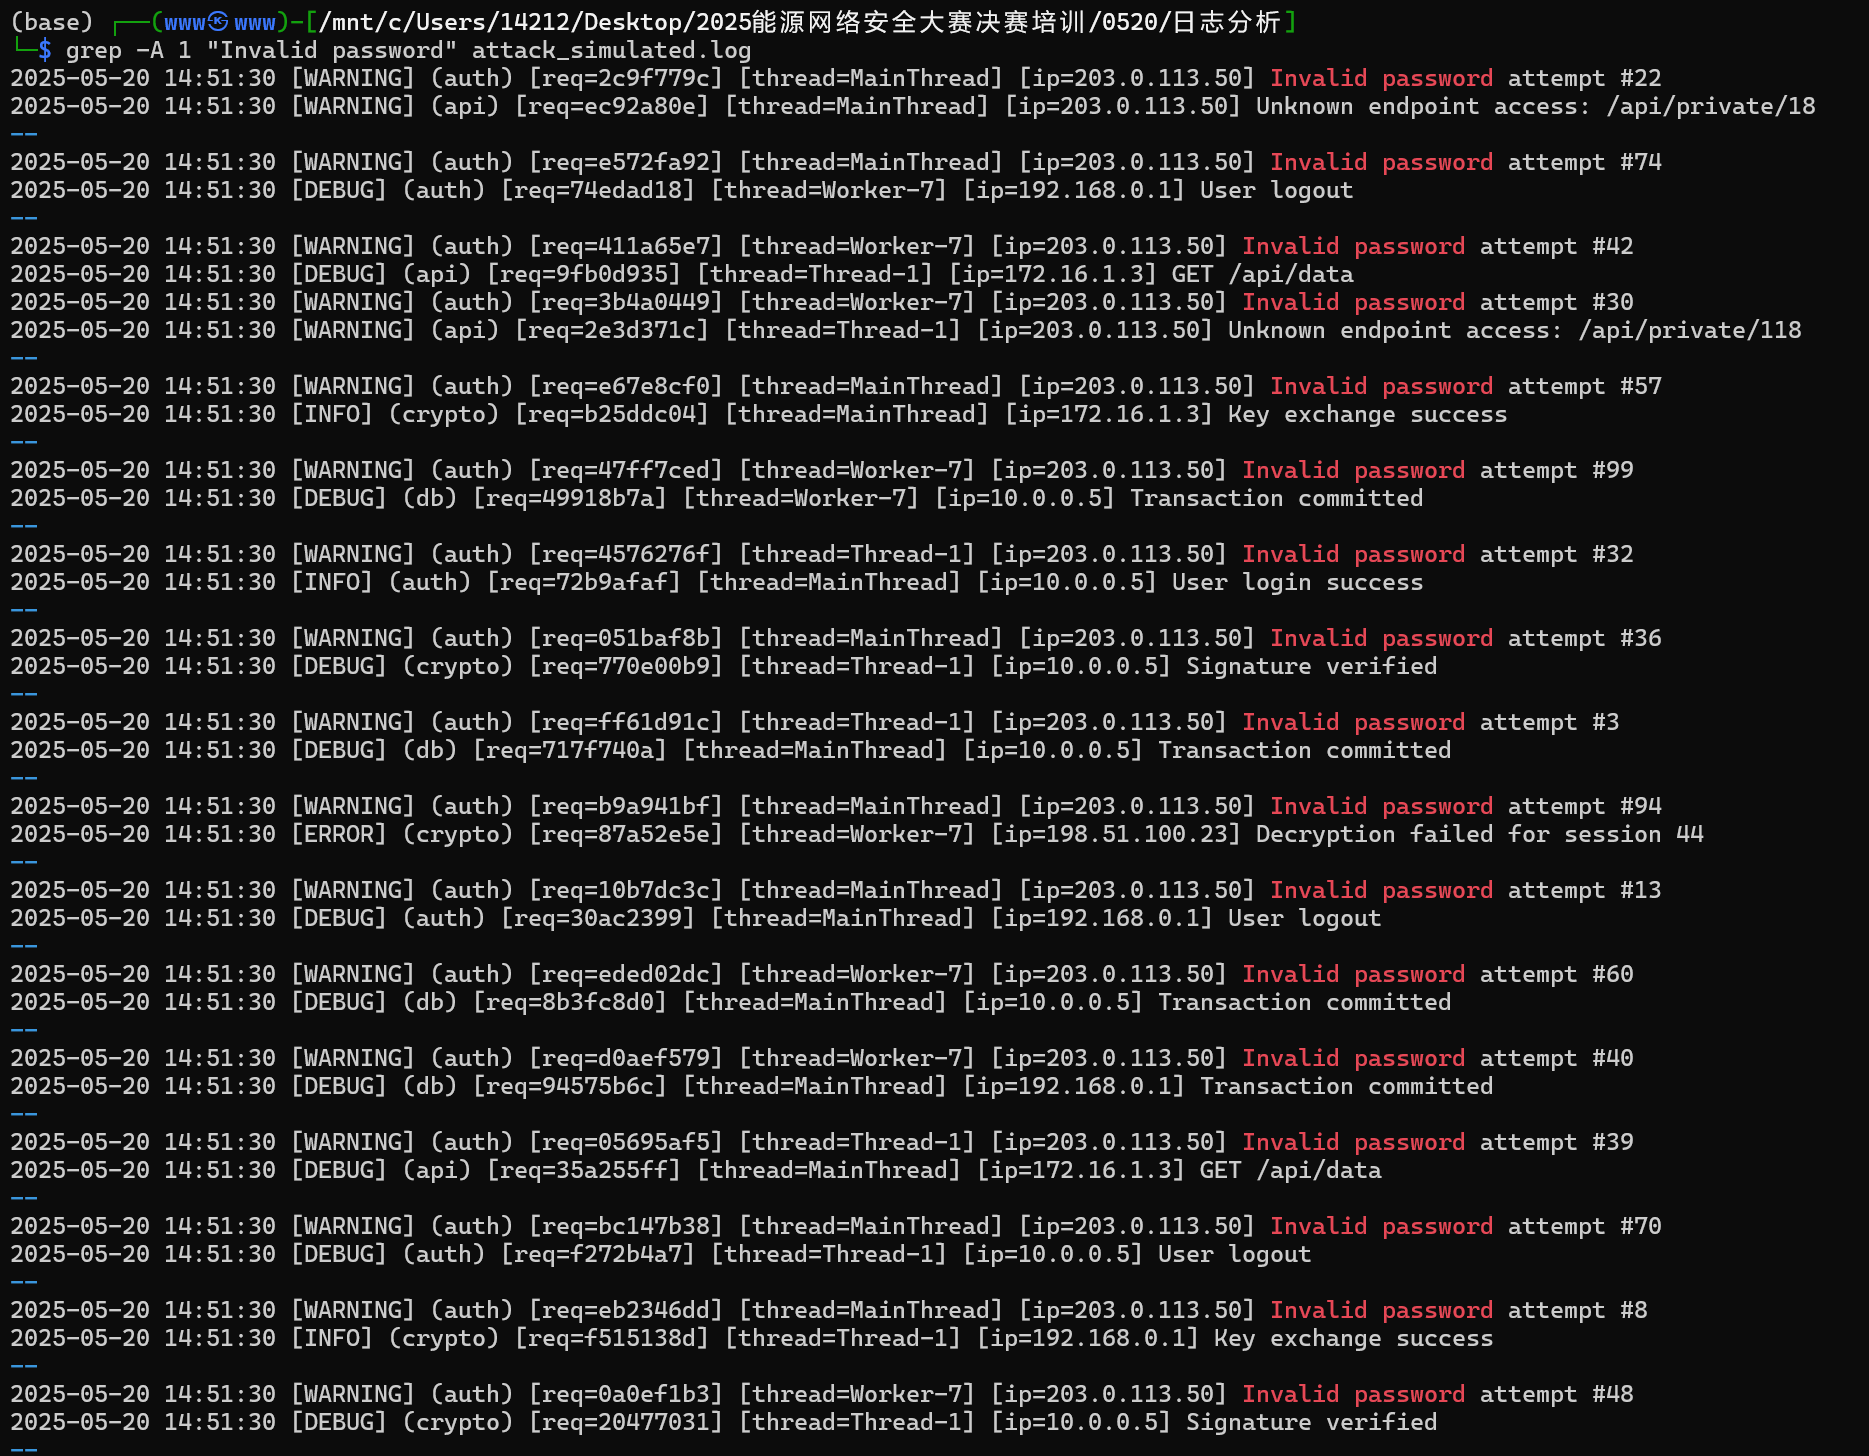 (base) ┌──(www㉿www)-[/mnt/c/Users/14212/Desktop/2025能源网络安全大赛决赛培训/0520/日志分析]
└─$ grep -A 1 "Invalid password" attack_simulated.log
2025-05-20 14:51:30 [WARNING] (auth) [req=2c9f779c] [thread=MainThread] [ip=203.0.113.50] Invalid password attempt #22
2025-05-20 14:51:30 [WARNING] (api) [req=ec92a80e] [thread=MainThread] [ip=203.0.113.50] Unknown endpoint access: /api/private/18
--
2025-05-20 14:51:30 [WARNING] (auth) [req=e572fa92] [thread=MainThread] [ip=203.0.113.50] Invalid password attempt #74
2025-05-20 14:51:30 [DEBUG] (auth) [req=74edad18] [thread=Worker-7] [ip=192.168.0.1] User logout
--
2025-05-20 14:51:30 [WARNING] (auth) [req=411a65e7] [thread=Worker-7] [ip=203.0.113.50] Invalid password attempt #42
2025-05-20 14:51:30 [DEBUG] (api) [req=9fb0d935] [thread=Thread-1] [ip=172.16.1.3] GET /api/data
2025-05-20 14:51:30 [WARNING] (auth) [req=3b4a0449] [thread=Worker-7] [ip=203.0.113.50] Invalid password attempt #30
2025-05-20 14:51:30 [WARNING] (api) [req=2e3d371c] [thread=Thread-1] [ip=203.0.113.50] Unknown endpoint access: /api/private/118
--
2025-05-20 14:51:30 [WARNING] (auth) [req=e67e8cf0] [thread=MainThread] [ip=203.0.113.50] Invalid password attempt #57
2025-05-20 14:51:30 [INFO] (crypto) [req=b25ddc04] [thread=MainThread] [ip=172.16.1.3] Key exchange success
--
2025-05-20 14:51:30 [WARNING] (auth) [req=47ff7ced] [thread=Worker-7] [ip=203.0.113.50] Invalid password attempt #99
2025-05-20 14:51:30 [DEBUG] (db) [req=49918b7a] [thread=Worker-7] [ip=10.0.0.5] Transaction committed
--
2025-05-20 14:51:30 [WARNING] (auth) [req=4576276f] [thread=Thread-1] [ip=203.0.113.50] Invalid password attempt #32
2025-05-20 14:51:30 [INFO] (auth) [req=72b9afaf] [thread=MainThread] [ip=10.0.0.5] User login success
--
2025-05-20 14:51:30 [WARNING] (auth) [req=051baf8b] [thread=MainThread] [ip=203.0.113.50] Invalid password attempt #36
2025-05-20 14:51:30 [DEBUG] (crypto) [req=770e00b9] [thread=Thread-1] [ip=10.0.0.5] Signature verified
--
2025-05-20 14:51:30 [WARNING] (auth) [req=ff61d91c] [thread=Thread-1] [ip=203.0.113.50] Invalid password attempt #3
2025-05-20 14:51:30 [DEBUG] (db) [req=717f740a] [thread=MainThread] [ip=10.0.0.5] Transaction committed
--
2025-05-20 14:51:30 [WARNING] (auth) [req=b9a941bf] [thread=MainThread] [ip=203.0.113.50] Invalid password attempt #94
2025-05-20 14:51:30 [ERROR] (crypto) [req=87a52e5e] [thread=Worker-7] [ip=198.51.100.23] Decryption failed for session 44
--
2025-05-20 14:51:30 [WARNING] (auth) [req=10b7dc3c] [thread=MainThread] [ip=203.0.113.50] Invalid password attempt #13
2025-05-20 14:51:30 [DEBUG] (auth) [req=30ac2399] [thread=MainThread] [ip=192.168.0.1] User logout
--
2025-05-20 14:51:30 [WARNING] (auth) [req=eded02dc] [thread=Worker-7] [ip=203.0.113.50] Invalid password attempt #60
2025-05-20 14:51:30 [DEBUG] (db) [req=8b3fc8d0] [thread=MainThread] [ip=10.0.0.5] Transaction committed
--
2025-05-20 14:51:30 [WARNING] (auth) [req=d0aef579] [thread=Worker-7] [ip=203.0.113.50] Invalid password attempt #40
2025-05-20 14:51:30 [DEBUG] (db) [req=94575b6c] [thread=MainThread] [ip=192.168.0.1] Transaction committed
--
2025-05-20 14:51:30 [WARNING] (auth) [req=05695af5] [thread=Thread-1] [ip=203.0.113.50] Invalid password attempt #39
2025-05-20 14:51:30 [DEBUG] (api) [req=35a255ff] [thread=MainThread] [ip=172.16.1.3] GET /api/data
--
2025-05-20 14:51:30 [WARNING] (auth) [req=bc147b38] [thread=MainThread] [ip=203.0.113.50] Invalid password attempt #70
2025-05-20 14:51:30 [DEBUG] (auth) [req=f272b4a7] [thread=Thread-1] [ip=10.0.0.5] User logout
--
2025-05-20 14:51:30 [WARNING] (auth) [req=eb2346dd] [thread=MainThread] [ip=203.0.113.50] Invalid password attempt #8
2025-05-20 14:51:30 [INFO] (crypto) [req=f515138d] [thread=Thread-1] [ip=192.168.0.1] Key exchange success
--
2025-05-20 14:51:30 [WARNING] (auth) [req=0a0ef1b3] [thread=Worker-7] [ip=203.0.113.50] Invalid password attempt #48
2025-05-20 14:51:30 [DEBUG] (crypto) [req=20477031] [thread=Thread-1] [ip=10.0.0.5] Signature verified
--